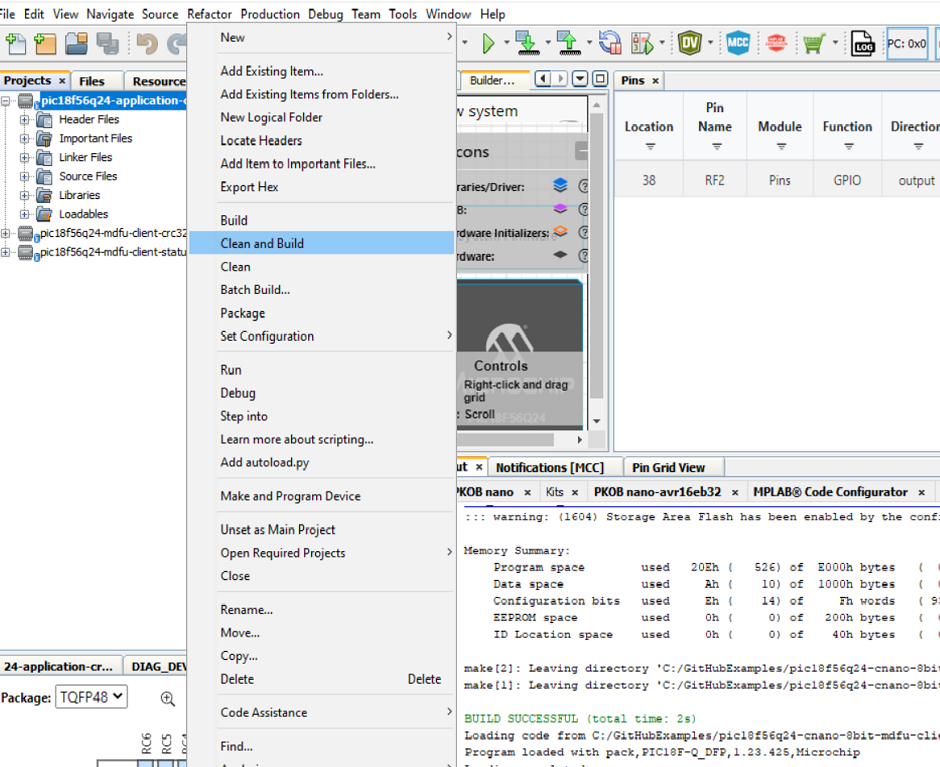 File Edit View Navigate Source Refactor Production Debug Team Tools Window Help
PC: 0x0
Projects × Files Resource
pic18f56q24-application-c
Header Files
Important Files
Linker Files
Source Files
Libraries
Loadables
pic18f56q24-mdfu-client-crc32
pic18f56q24-mdfu-client-statu
24-application-cr... DIAG_DEV
Package: TQFP48
RC6
RC5
New
Add Existing Item...
Add Existing Items from Folders...
New Logical Folder
Locate Headers
Add Item to Important Files...
Export Hex
Build
Clean and Build
Clean
Batch Build...
Package
Set Configuration
Run
Debug
Step into
Learn more about scripting...
Add autoload.py
Make and Program Device
Unset as Main Project
Open Required Projects
Close
Rename...
Move...
Copy...
Delete Delete
Code Assistance
Find...
DV MCC LOG
Builder...
w system
cons
raries/Driver:
B:
rdware Initializers:
rdware:
Controls
Right-click and drag
grid
: Scroll
PIC18F56Q24
Pins ×
Location Pin Name Module Function Direction
38 RF2 Pins GPIO output
ut × Notifications [MCC] Pin Grid View
PKOB nano × Kits × PKOB nano-avr16eb32 × MPLAB® Code Configurator ×
::: warning: (1604) Storage Area Flash has been enabled by the confi
Memory Summary:
Program space used 20Eh ( 526) of E000h bytes (
Data space used Ah ( 10) of 1000h bytes (
Configuration bits used Eh ( 14) of Fh words ( 93
EEPROM space used 0h ( 0) of 200h bytes (
ID Location space used 0h ( 0) of 40h bytes (
make[2]: Leaving directory 'C:/GitHubExamples/pic18f56q24-cnano-8bit
make[1]: Leaving directory 'C:/GitHubExamples/pic18f56q24-cnano-8bit
BUILD SUCCESSFUL (total time: 2s)
Loading code from C:/GitHubExamples/pic18f56q24-cnano-8bit-mdfu-clie
Program loaded with pack,PIC18F-Q_DFP,1.23.425,Microchip